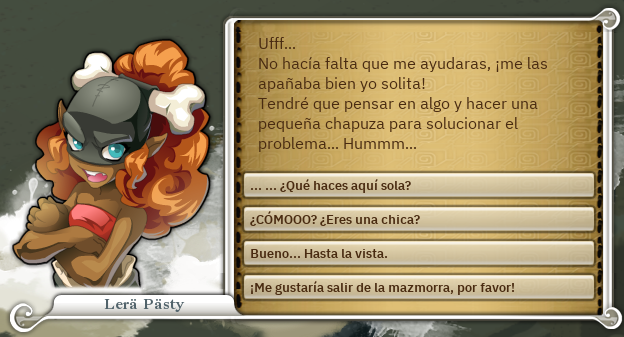 Ufff...
No hacía falta que me ayudaras, ¡me las
apañaba bien yo solita!
Tendré que pensar en algo y hacer una
pequeña chapuza para solucionar el
problema... Hummm...
... ... ¿Qué haces aquí sola?
¿CÓMOOO? ¿Eres una chica?
Bueno... Hasta la vista.
¡Me gustaría salir de la mazmorra, por favor!
Lerä Pästy